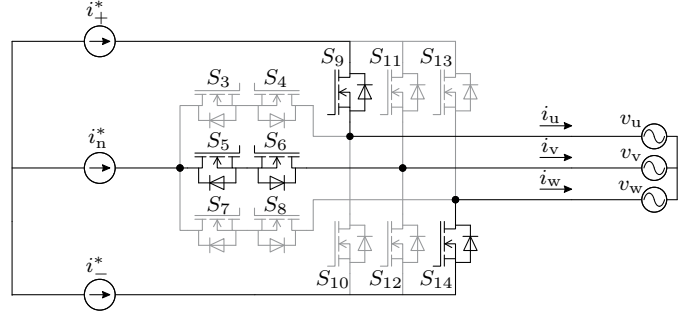 i*+
S9 S11 S13
S3 S4
iu vu
i*n
S5 S6
iv vv
iw vw
S7 S8
i*−
S10 S12 S14